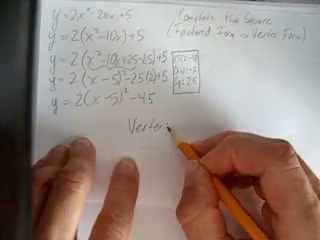 y = 2x² - 20x + 5
y = 2(x² - 10x) + 5
y = 2(x² - 10x + 25 - 25) + 5
y = 2(x - 5)² - 25(2) + 5
y = 2(x - 5)² - 45
Complete the Square
(Factored Form → Vertex Form)
Vertex